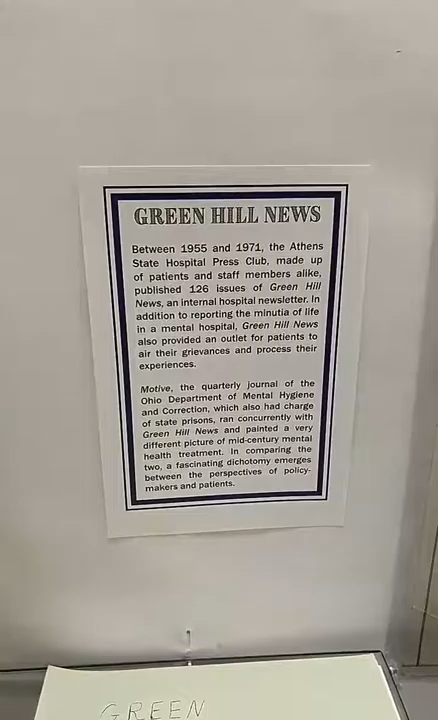 GREEN HILL NEWS
Between 1955 and 1971, the Athens
State Hospital Press Club, made up
of patients and staff members alike,
published 126 issues of Green Hill
News, an internal hospital newsletter. In
addition to reporting the minutia of life
in a mental hospital, Green Hill News
also provided an outlet for patients to
air their grievances and process their
experiences.
Motive, the quarterly journal of the
Ohio Department of Mental Hygiene
and Correction, which also had charge
of state prisons, ran concurrently with
Green Hill News and painted a very
different picture of mid-century mental
health treatment. In comparing the
two, a fascinating dichotomy emerges
between the perspectives of policy-
makers and patients.
GREEN